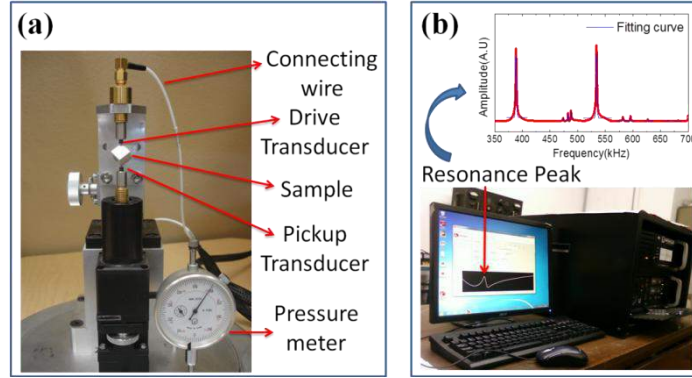 (a)
Connecting
wire
Drive
Transducer
Sample
Pickup
Transducer
Pressure
meter
(b)
Fitting curve
Amplitude(A.U)
350 400 450 500 550 600 650 700
Frequency(kHz)
Resonance Peak